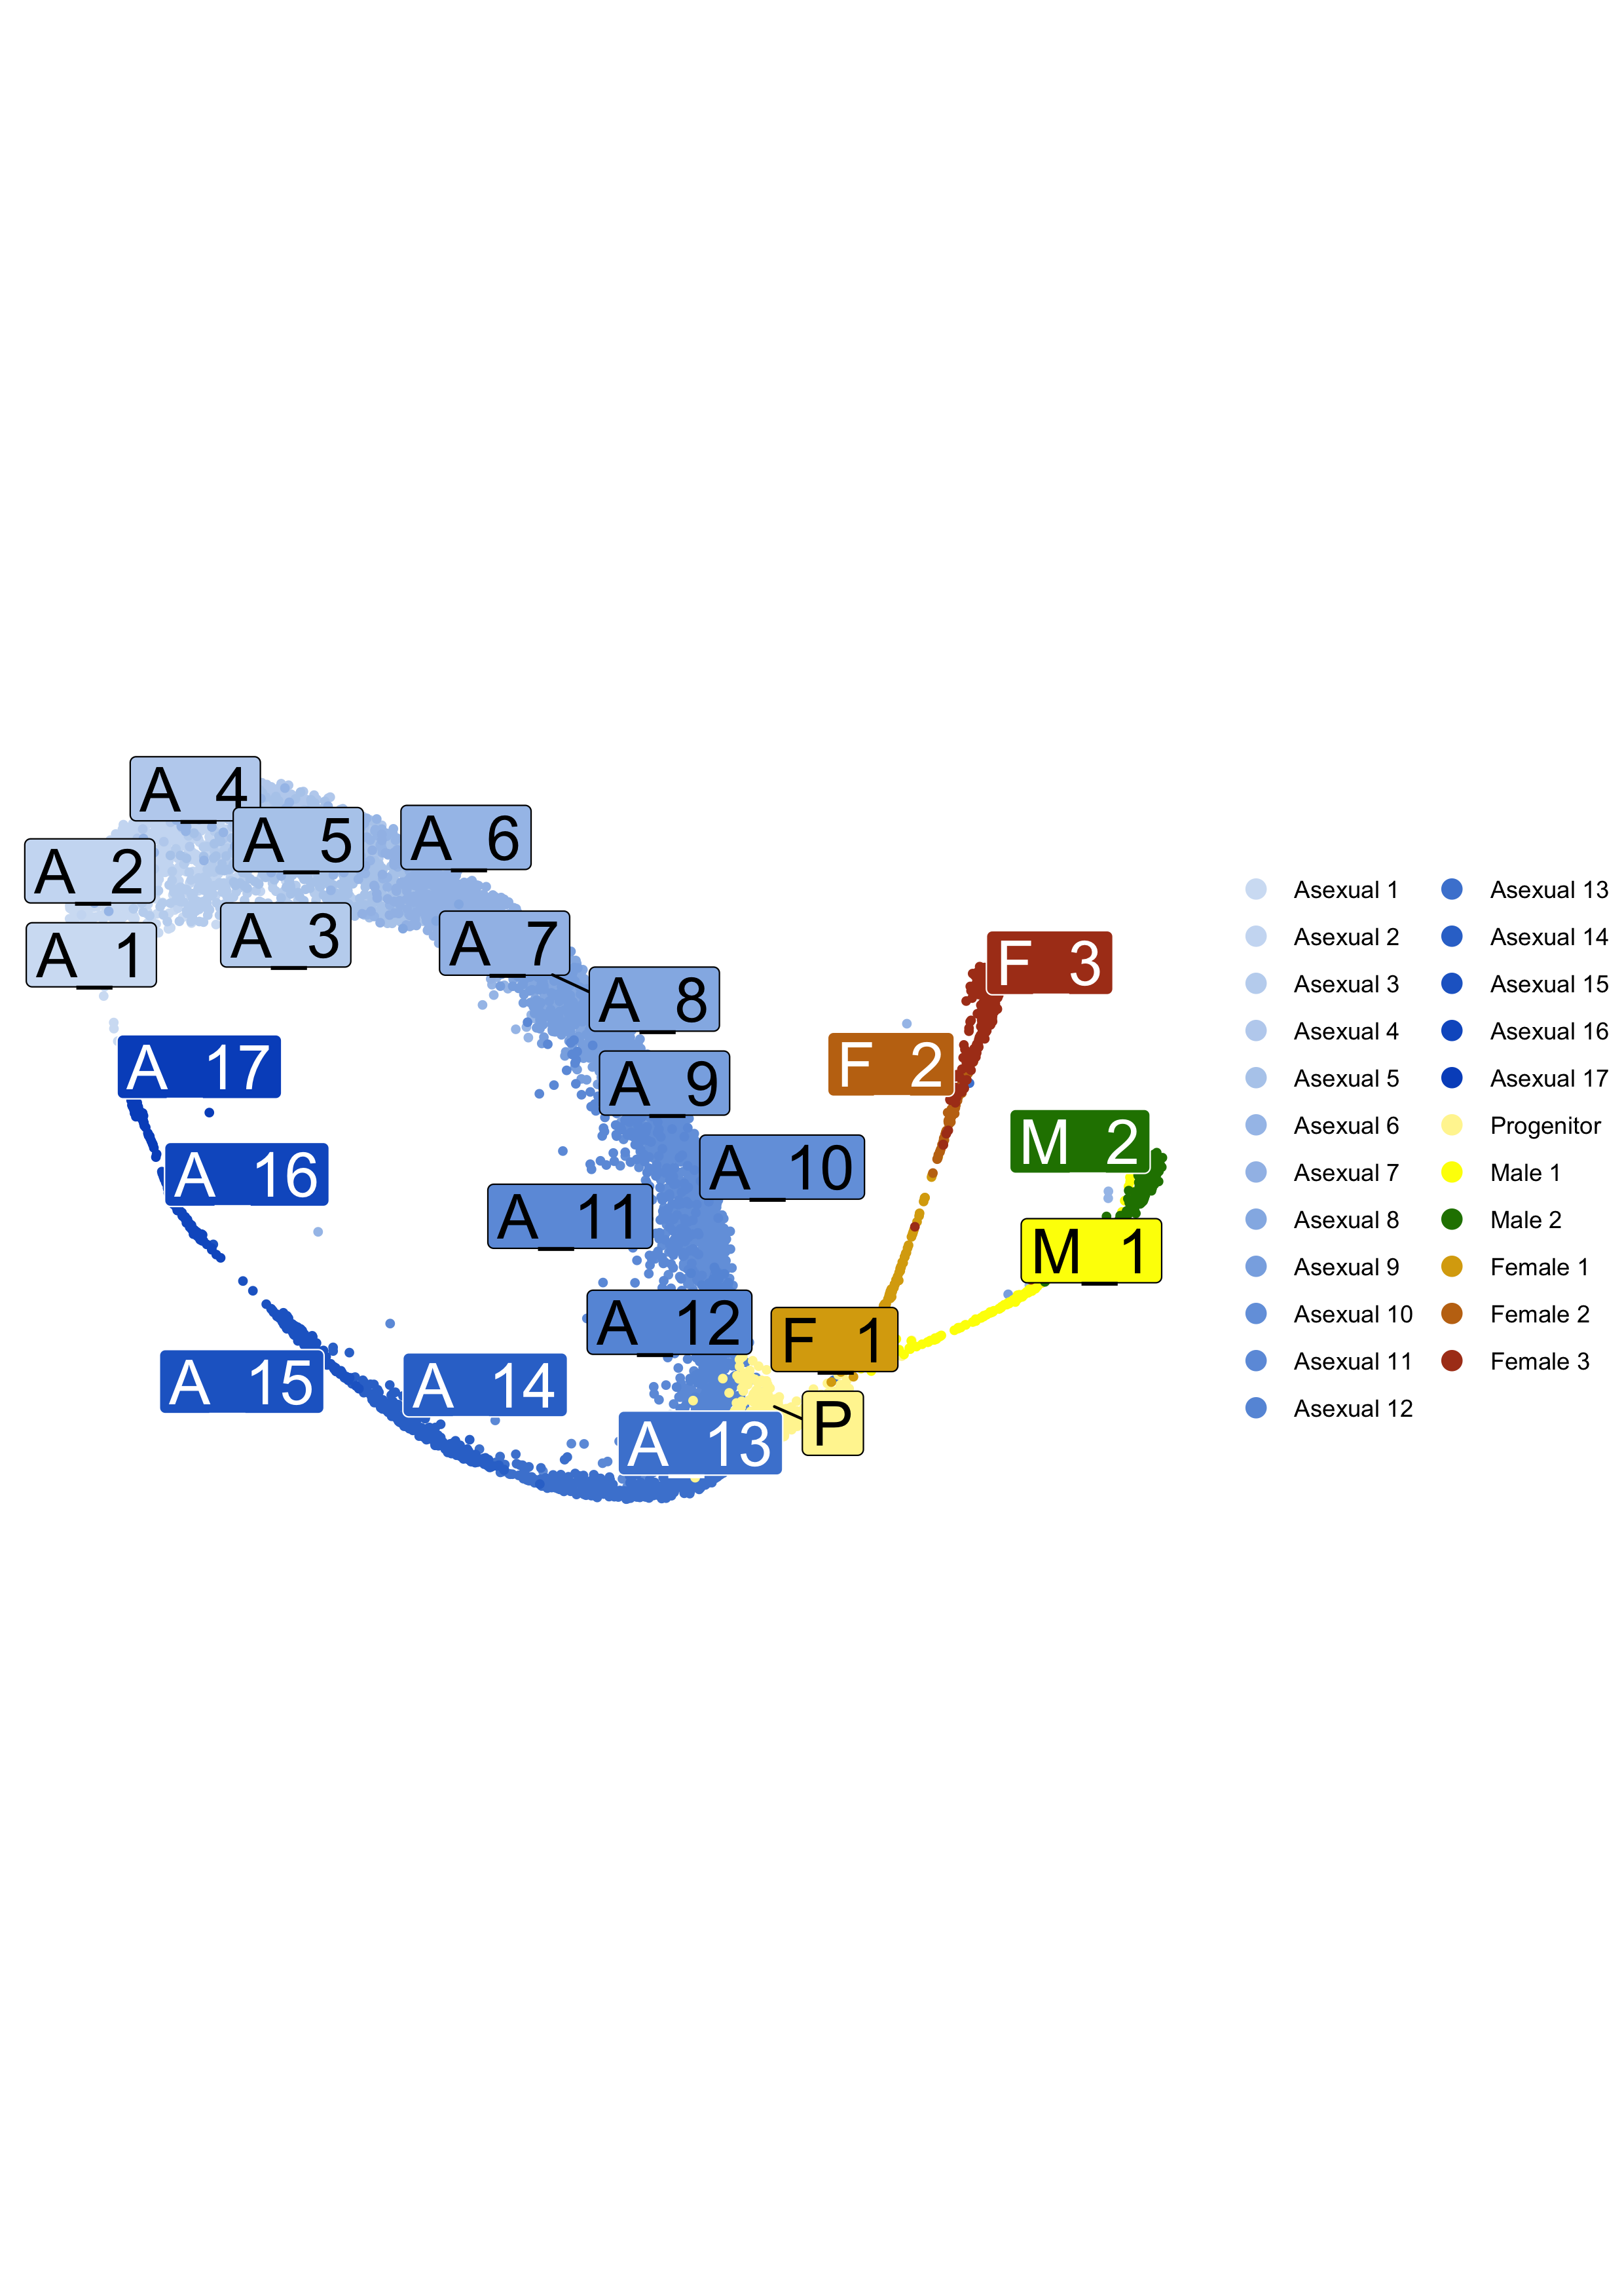 A_4
A_5
A_6
A_2
A_3
A_1
A_7
A_8
A_17
A_9
A_16
A_10
A_11
A_12
A_15
A_14
A_13
F_3
F_2
M_2
M_1
F_1
P
Asexual 1
Asexual 2
Asexual 3
Asexual 4
Asexual 5
Asexual 6
Asexual 7
Asexual 8
Asexual 9
Asexual 10
Asexual 11
Asexual 12
Asexual 13
Asexual 14
Asexual 15
Asexual 16
Asexual 17
Progenitor
Male 1
Male 2
Female 1
Female 2
Female 3